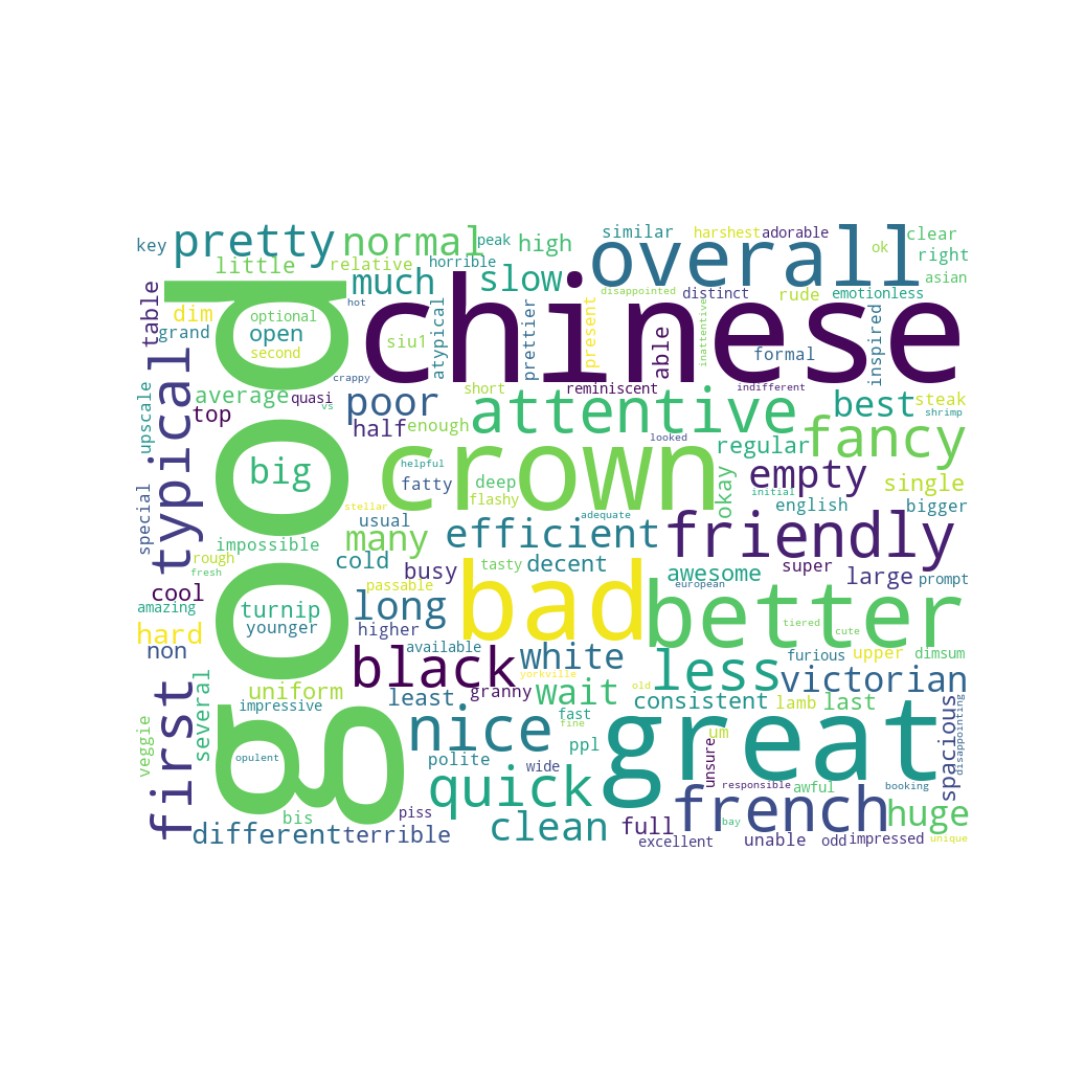 key
pretty
normal
peak
high
similar
harshest
adorable
clear
ok
right
overall
little
relative
horrible
much
slow
asian
disappointed
distinct
rude
emotionless
hot
chinese
table
dim
grand
optional
open
second
good
siu1
atypical
prettier
present
able
inattentive
formal
inspired
crappy
short
reminiscent
indifferent
upscale
average
quasi
vs
top
poor
half
enough
attentive
best
steak
shrimp
looked
regular
fancy
typical
big
crown
helpful
fatty
deep
flashy
okay
empty
initial
single
stellar
usual
adequate
english
bigger
special
impossible
many
efficient
friendly
rough
cold
busy
tasty
decent
super
fresh
passable
awesome
european
large
prompt
cool
amazing
turnip
younger
long
bad
better
tiered
cute
hard
higher
non
available
furious
upper
dimsum
black
white
less
victorian
yorkville
uniform
least
granny
wait
old
consistent
lamb
last
first
several
impressive
nice
fast
fine
great
um
unsure
spacious
disappointing
veggie
opulent
polite
ppl
wide
quick
responsible
awful
booking
bis
piss
french
huge
bay
different
terrible
clean
full
excellent
unable
odd
impressed
unique